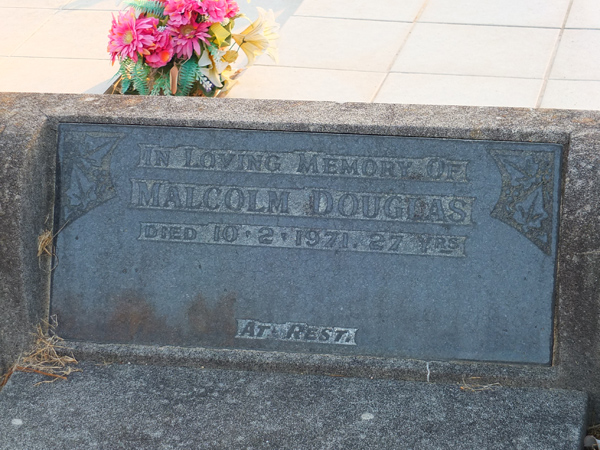 In Loving Memory Of
Malcolm Douglas
Died 10·2·1971. 27 yrs.
At Rest.